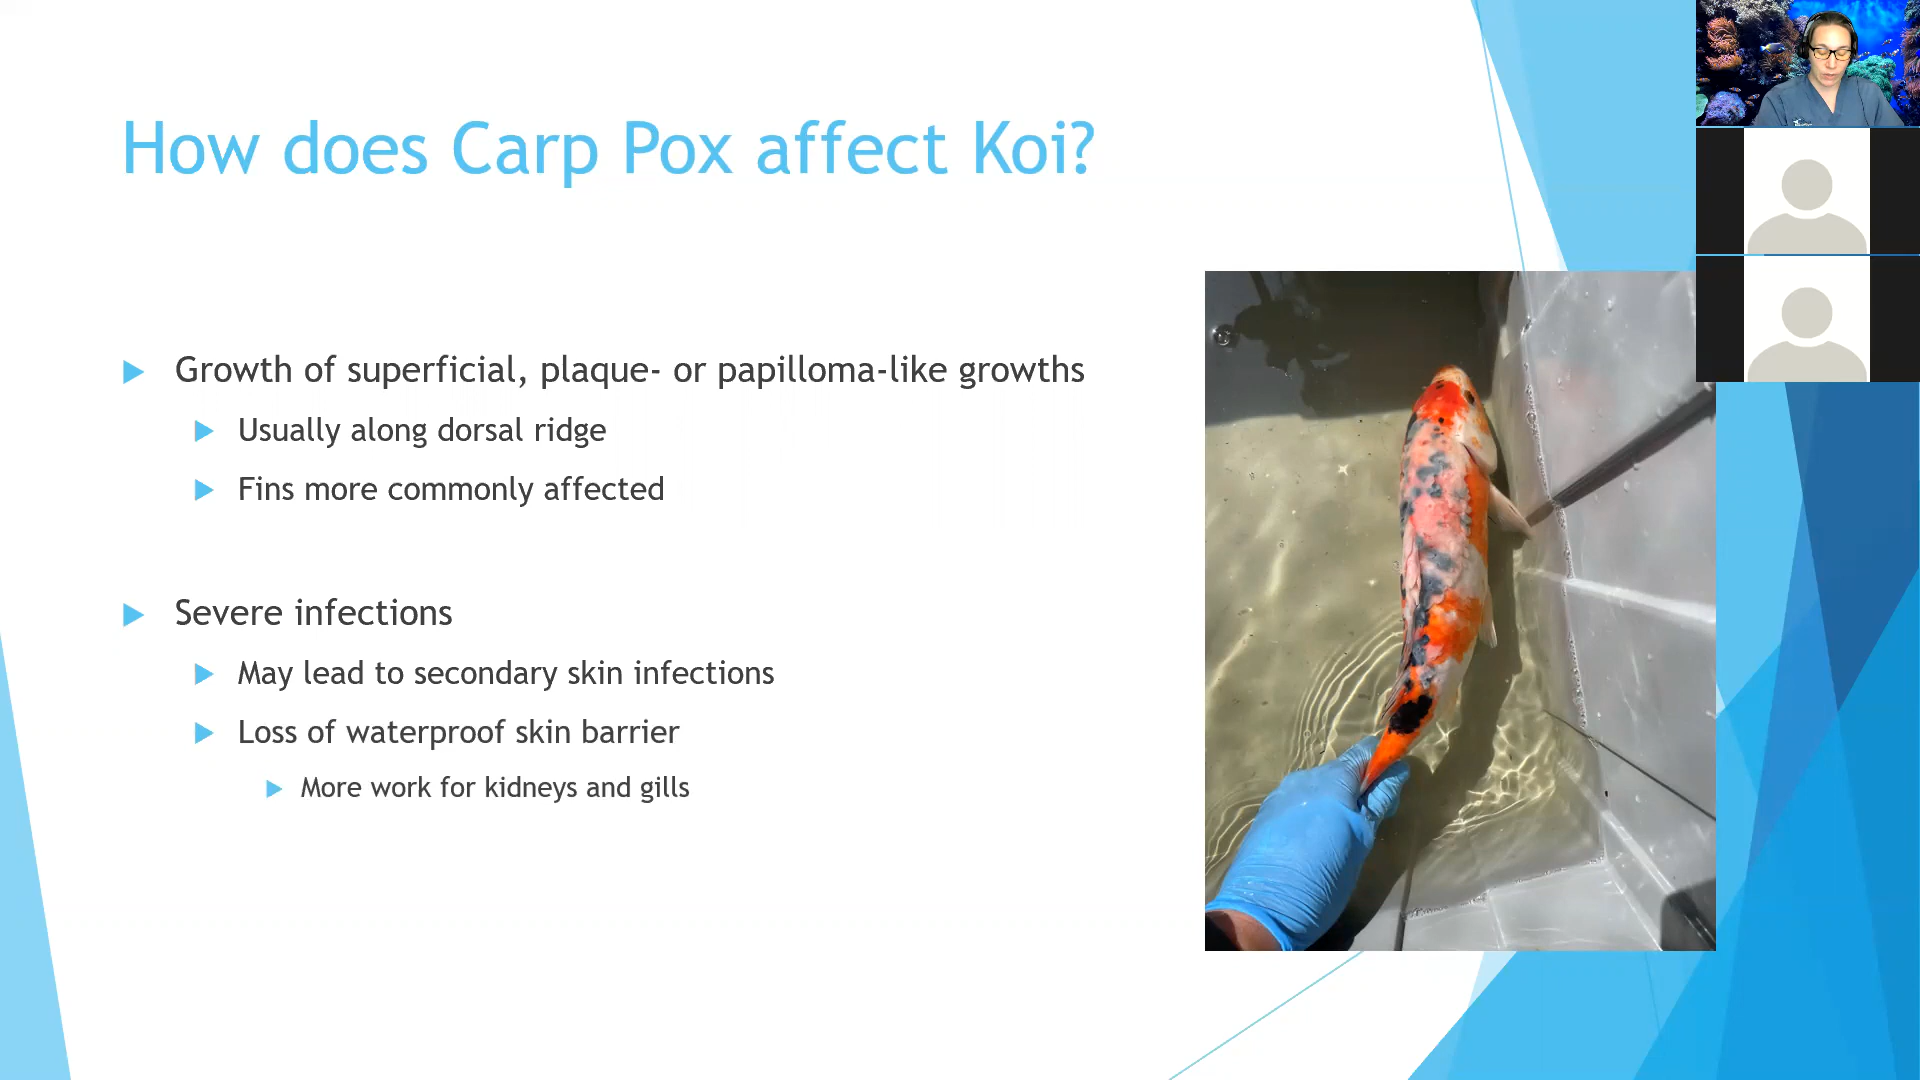 How does Carp Pox affect Koi?
Growth of superficial, plaque- or papilloma-like growths
Usually along dorsal ridge
Fins more commonly affected
Severe infections
May lead to secondary skin infections
Loss of waterproof skin barrier
More work for kidneys and gills